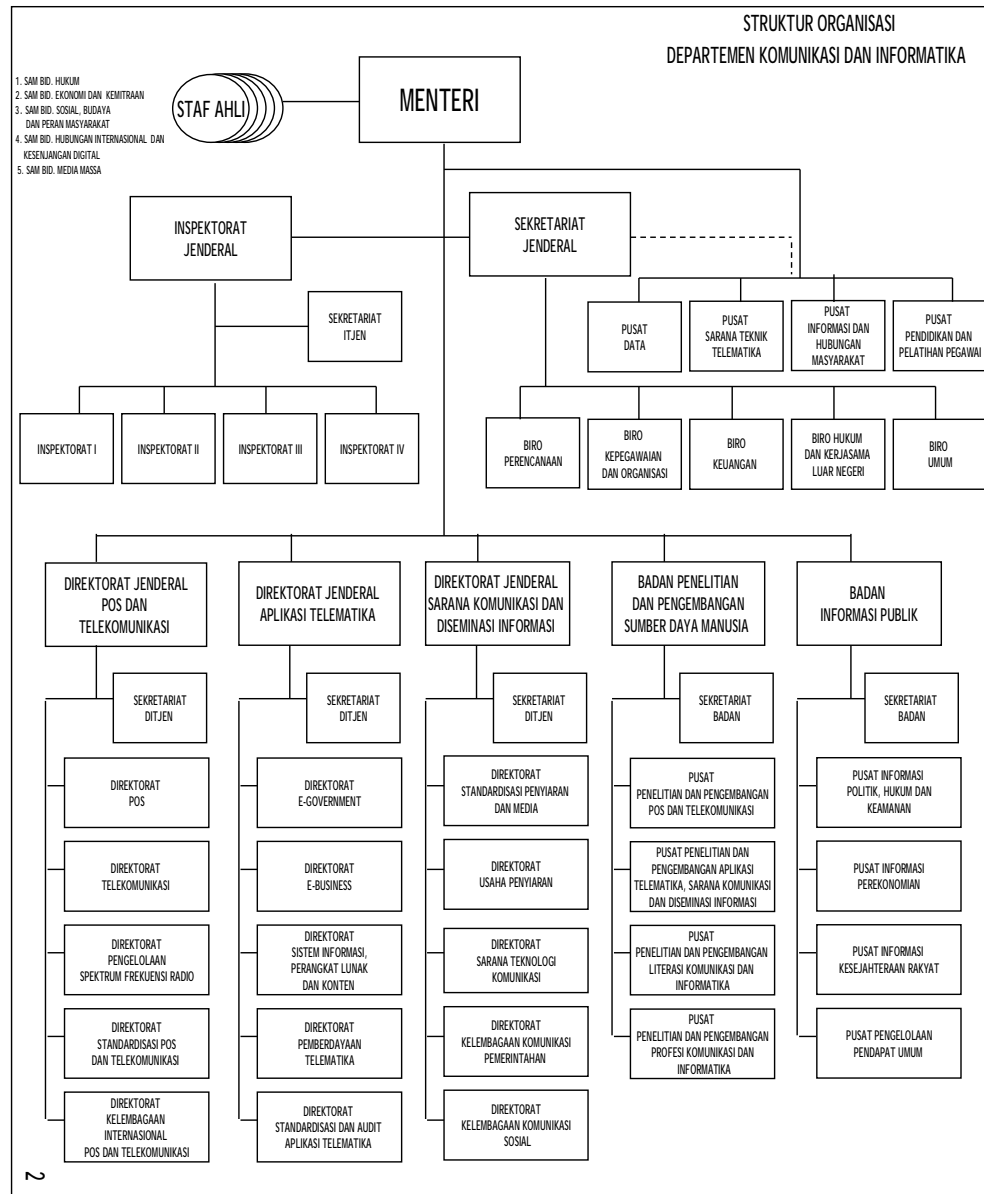 STRUKTUR ORGANISASI
DEPARTEMEN KOMUNIKASI DAN INFORMATIKA
1. SAM BID. HUKUM
2. SAM BID. EKONOMI DAN KEMITRAAN
3. SAM BID. SOSIAL, BUDAYA
DAN PERAN MASYARAKAT
4. SAM BID. HUBUNGAN INTERNASIONAL DAN
KESENJANGAN DIGITAL
5. SAM BID. MEDIA MASSA
STAF AHLI
MENTERI
INSPEKTORAT
JENDERAL
SEKRETARIAT
JENDERAL
SEKRETARIAT
ITJEN
PUSAT
DATA
PUSAT
SARANA TEKNIK
TELEMATIKA
PUSAT
INFORMASI DAN
HUBUNGAN
MASYARAKAT
PUSAT
PENDIDIKAN DAN
PELATIHAN PEGAWAI
INSPEKTORAT I
INSPEKTORAT II
INSPEKTORAT III
INSPEKTORAT IV
BIRO
PERENCANAAN
BIRO
KEPEGAWAIAN
DAN ORGANISASI
BIRO
KEUANGAN
BIRO HUKUM
DAN KERJASAMA
LUAR NEGERI
BIRO
UMUM
DIREKTORAT JENDERAL
POS DAN
TELEKOMUNIKASI
DIREKTORAT JENDERAL
APLIKASI TELEMATIKA
DIREKTORAT JENDERAL
SARANA KOMUNIKASI DAN
DISEMINASI INFORMASI
BADAN PENELITIAN
DAN PENGEMBANGAN
SUMBER DAYA MANUSIA
BADAN
INFORMASI PUBLIK
SEKRETARIAT
DITJEN
DIREKTORAT
POS
DIREKTORAT
TELEKOMUNIKASI
DIREKTORAT
PENGELOLAAN
SPEKTRUM FREKUENSI RADIO
DIREKTORAT
STANDARDISASI POS
DAN TELEKOMUNIKASI
DIREKTORAT
KELEMBAGAAN
INTERNASIONAL
POS DAN TELEKOMUNIKASI
SEKRETARIAT
DITJEN
DIREKTORAT
E-GOVERNMENT
DIREKTORAT
E-BUSINESS
DIREKTORAT
SISTEM INFORMASI,
PERANGKAT LUNAK
DAN KONTEN
DIREKTORAT
PEMBERDAYAAN
TELEMATIKA
DIREKTORAT
STANDARDISASI DAN AUDIT
APLIKASI TELEMATIKA
SEKRETARIAT
DITJEN
DIREKTORAT
STANDARDISASI PENYIARAN
DAN MEDIA
DIREKTORAT
USAHA PENYIARAN
DIREKTORAT
SARANA TEKNOLOGI
KOMUNIKASI
DIREKTORAT
KELEMBAGAAN KOMUNIKASI
PEMERINTAHAN
DIREKTORAT
KELEMBAGAAN KOMUNIKASI
SOSIAL
SEKRETARIAT
BADAN
PUSAT
PENELITIAN DAN PENGEMBANGAN
POS DAN TELEKOMUNIKASI
PUSAT PENELITIAN DAN
PENGEMBANGAN APLIKASI
TELEMATIKA, SARANA KOMUNIKASI
DAN DISEMINASI INFORMASI
PUSAT
PENELITIAN DAN PENGEMBANGAN
LITERASI KOMUNIKASI DAN
INFORMATIKA
PUSAT
PENELITIAN DAN PENGEMBANGAN
PROFESI KOMUNIKASI DAN
INFORMATIKA
SEKRETARIAT
BADAN
PUSAT INFORMASI
POLITIK, HUKUM DAN
KEAMANAN
PUSAT INFORMASI
PEREKONOMIAN
PUSAT INFORMASI
KESEJAHTERAAN RAKYAT
PUSAT PENGELOLAAN
PENDAPAT UMUM
2